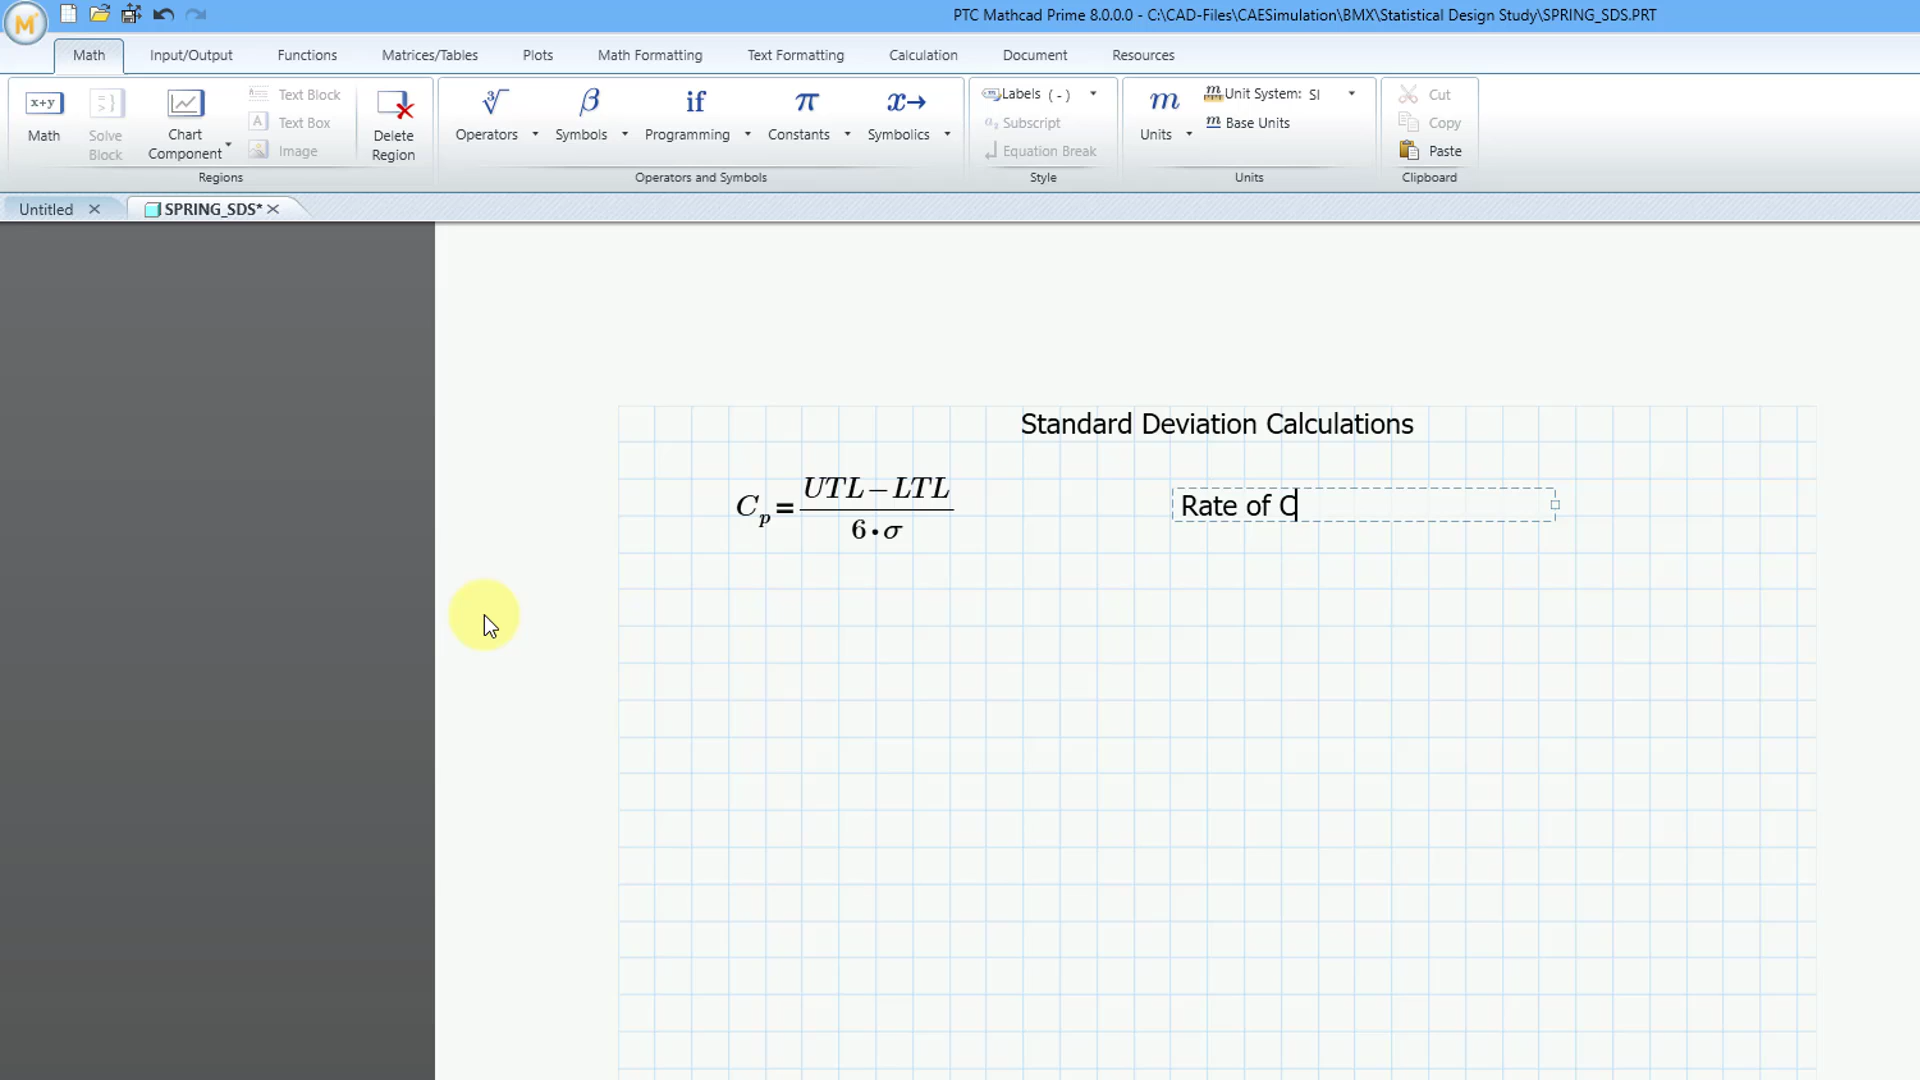 PTC Mathcad Prime 8.0.0.0 - C:\CAD-Files\CAESimulation\BMX\Statistical Design Study\SPRING_SDS.PRT
Math Input/Output Functions Matrices/Tables Plots Math Formatting Text Formatting Calculation Document Resources
x+y Math
Solve Block
Chart Component
Text Block
Text Box
Image
Delete Region
Regions
∛ Operators
β Symbols
if Programming
π Constants
x→ Symbolics
Operators and Symbols
Labels ( - )
Subscript
Equation Break
Style
m Units
Unit System: SI
Base Units
Units
Cut
Copy
Paste
Clipboard
Untitled SPRING_SDS*
Standard Deviation Calculations
C_p = (UTL − LTL) / (6 • σ)
Rate of C